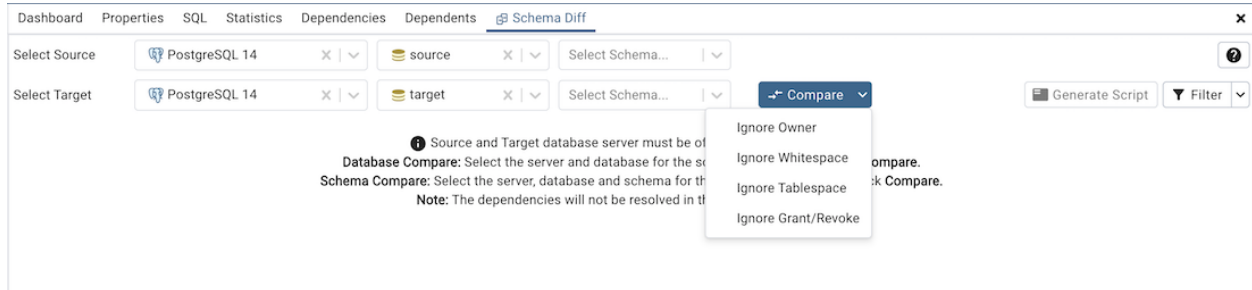 Dashboard Properties SQL Statistics Dependencies Dependents Schema Diff
Select Source PostgreSQL 14 source Select Schema...
Select Target PostgreSQL 14 target Select Schema... Compare Generate Script Filter
Ignore Owner
Ignore Whitespace
Ignore Tablespace
Ignore Grant/Revoke
Source and Target database server must be of
Database Compare: Select the server and database for the ompare.
Schema Compare: Select the server, database and schema for th k Compare.
Note: The dependencies will not be resolved in th